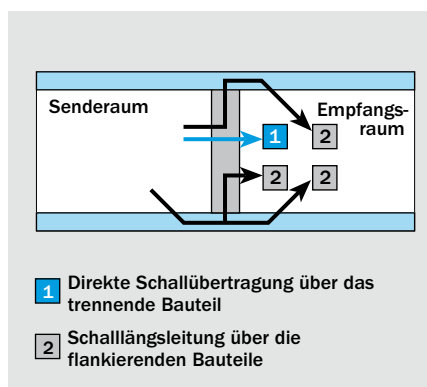 Senderaum
Empfangs-
raum
1
2
2
2
1 Direkte Schallübertragung über das
trennende Bauteil
2 Schalllängsleitung über die
flankierenden Bauteile